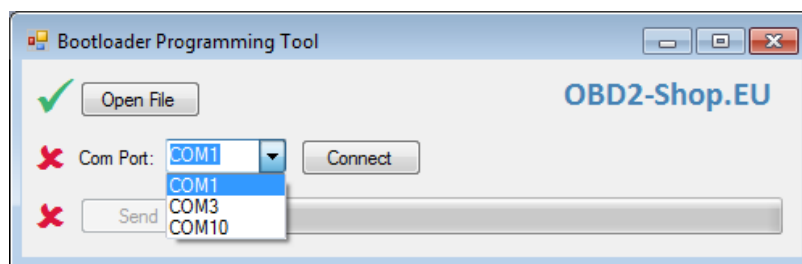 Bootloader Programming Tool
Open File
OBD2-Shop.EU
Com Port: COM1 Connect
COM1
COM3
COM10
Send